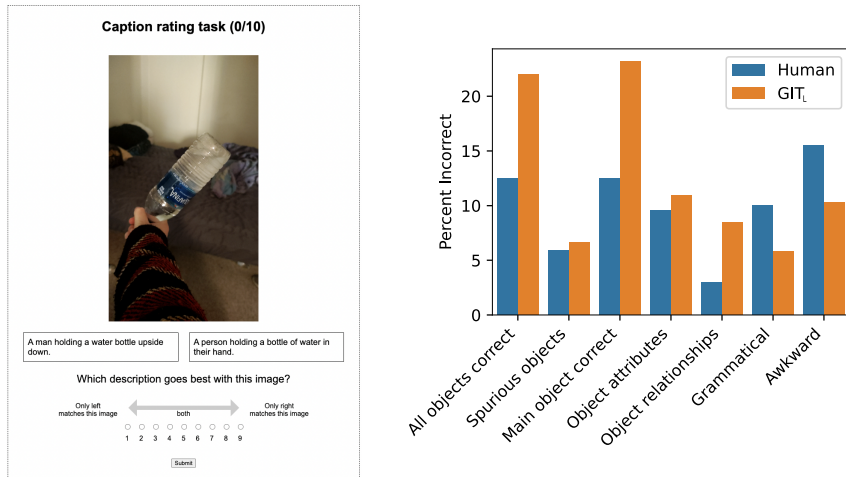 Caption rating task (0/10)
A man holding a water bottle upside
down.
A person holding a bottle of water in
their hand.
Which description goes best with this image?
Only left
matches this image
both
Only right
matches this image
1 2 3 4 5 6 7 8 9
Submit
Percent Incorrect
20
15
10
5
0
Human
GIT_L
All objects correct
Spurious objects
Main object correct
Object attributes
Object relationships
Grammatical
Awkward